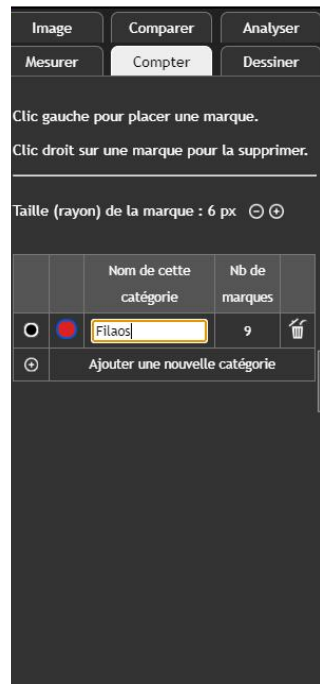 Image Comparer Analyser
Mesurer Compter Dessiner
Clic gauche pour placer une marque.
Clic droit sur une marque pour la supprimer.
Taille (rayon) de la marque : 6 px
Nom de cette Nb de
catégorie marques
Filaos 9
Ajouter une nouvelle catégorie